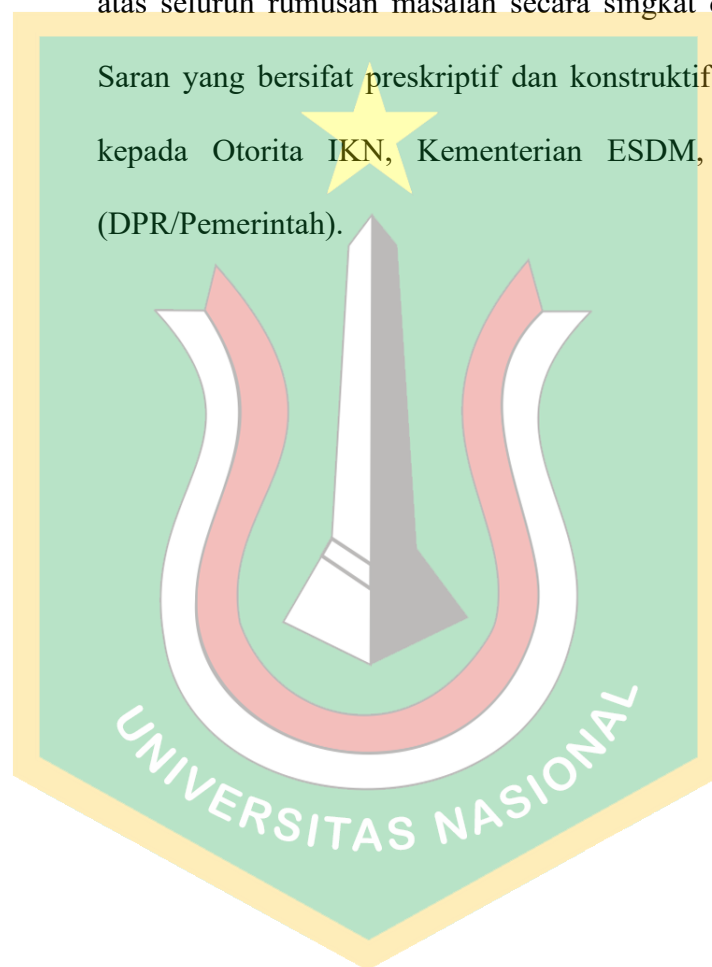 atas seluruh rumusan masalah secara singkat
Saran yang bersifat preskriptif dan konstruktif
kepada Otorita IKN, Kementerian ESDM,
(DPR/Pemerintah).
UNIVERSITAS NASIONAL